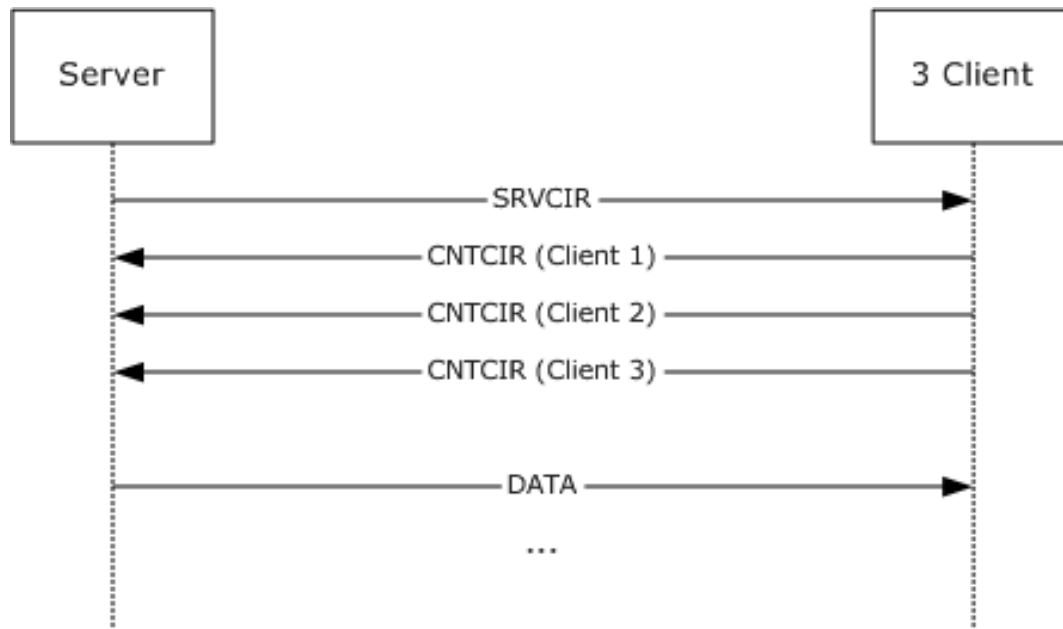 Server
3 Client
SRVCIR
CNTCIR (Client 1)
CNTCIR (Client 2)
CNTCIR (Client 3)
DATA
...